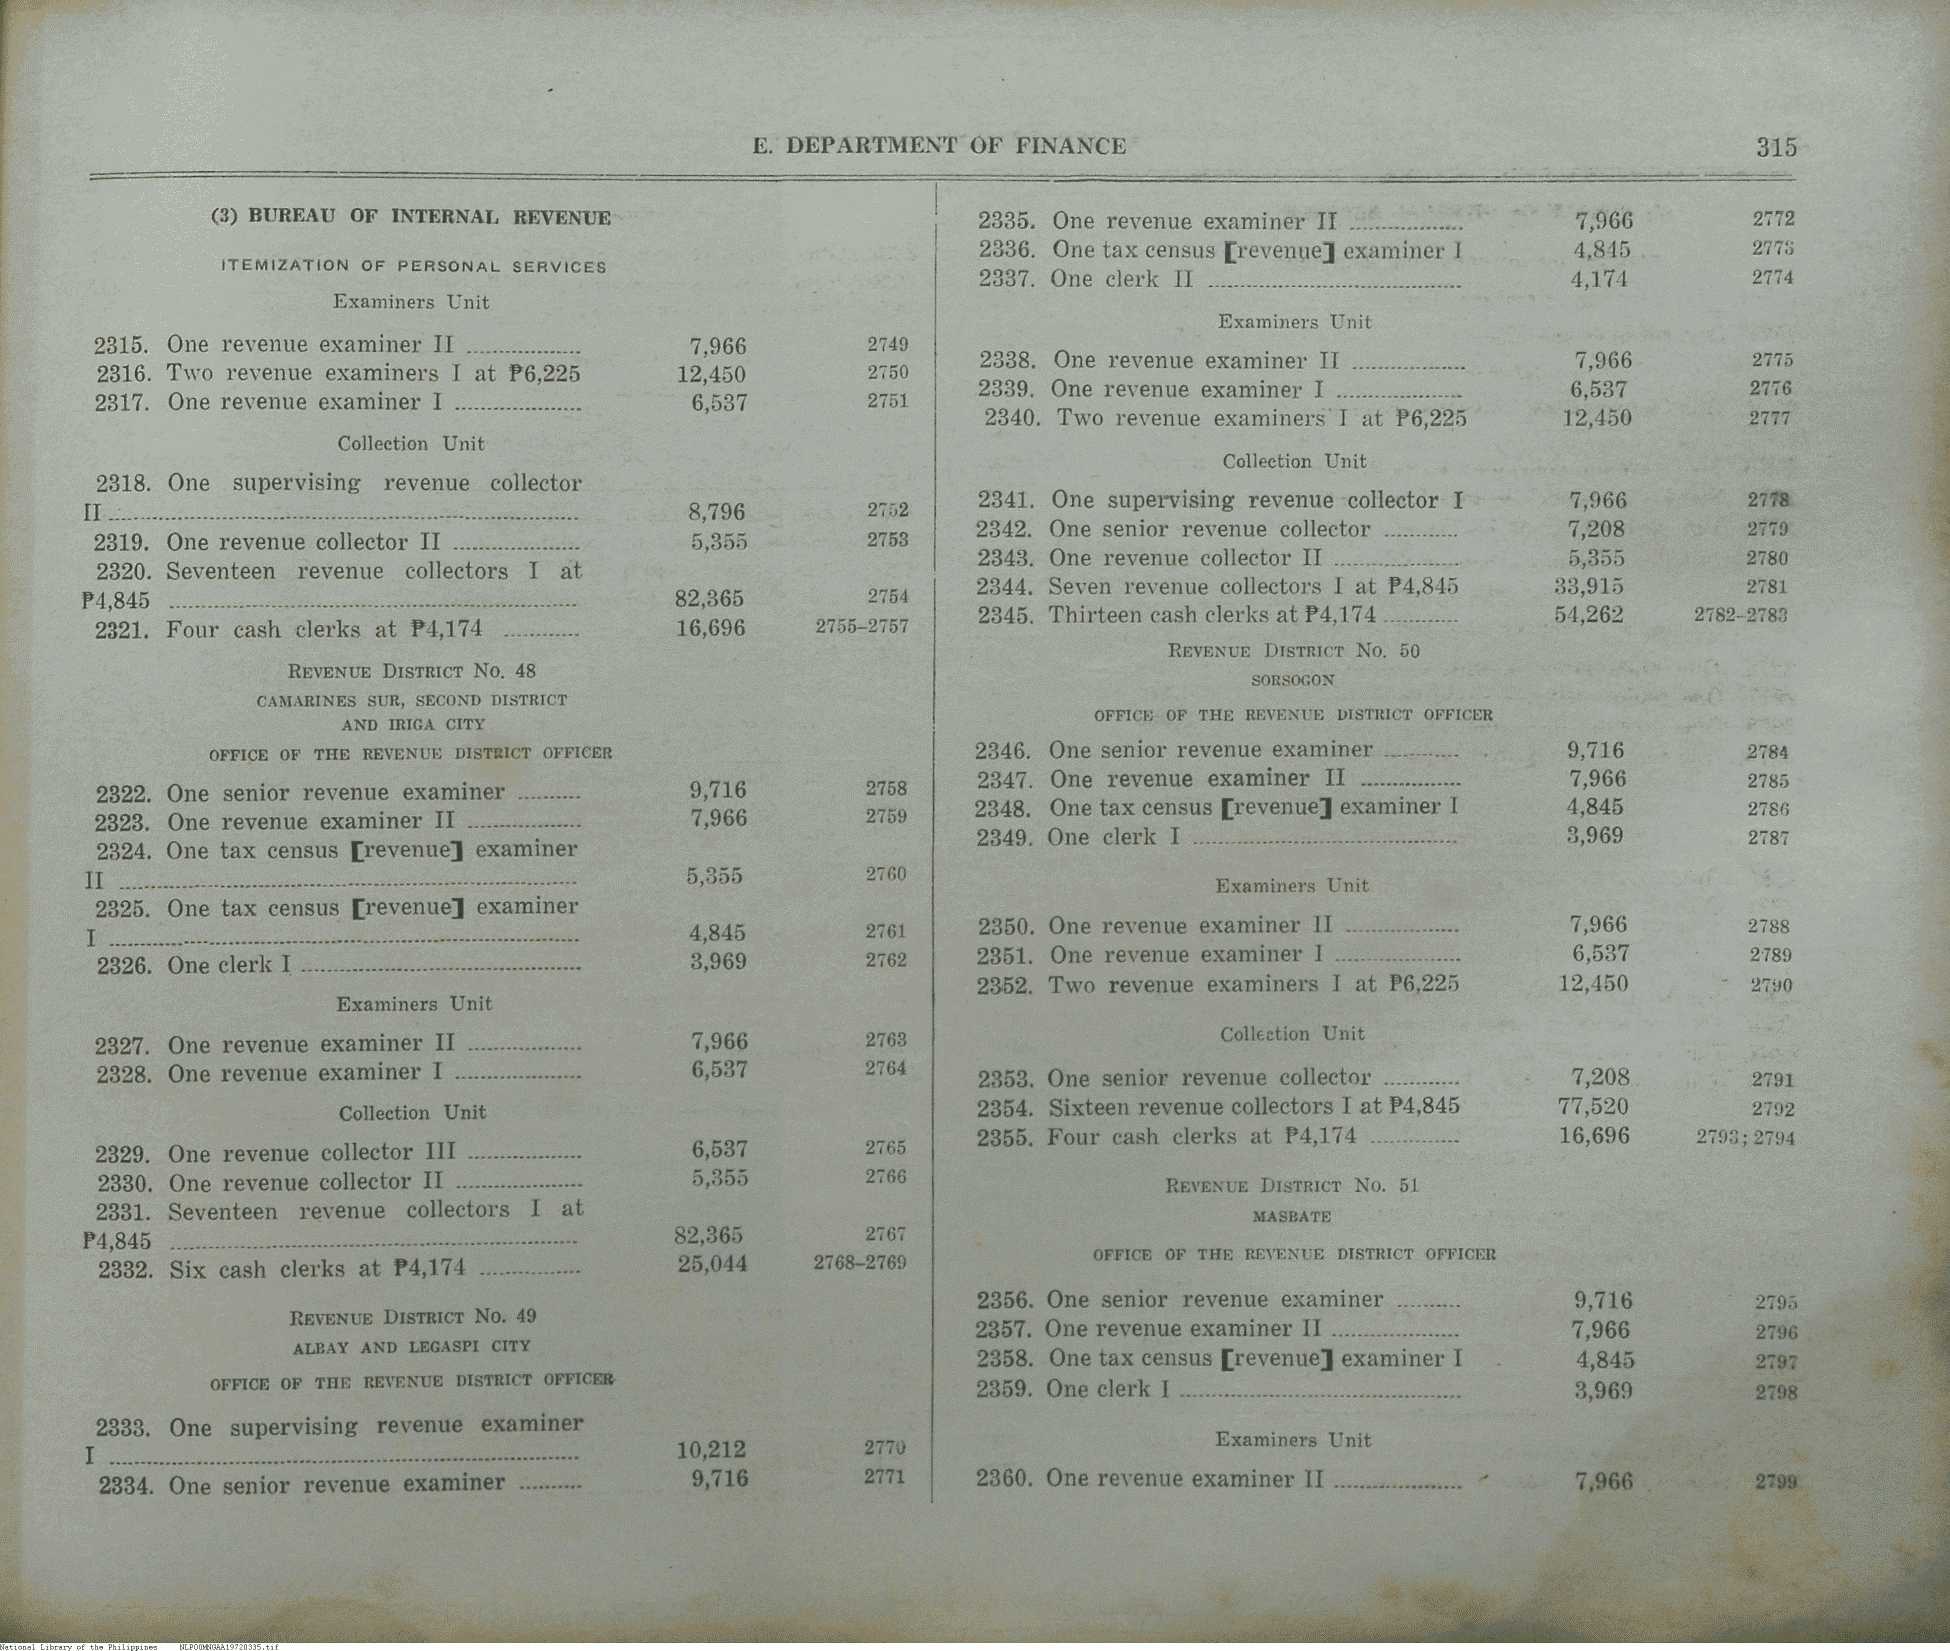 E. DEPARTMENT OF FINANCE 315
(3) BUREAU OF INTERNAL REVENUE
ITEMIZATION OF PERSONAL SERVICES
Examiners Unit
2315. One revenue examiner II .................. 7,966 2749
2316. Two revenue examiners I at ₱6,225 12,450 2750
2317. One revenue examiner I .................... 6,537 2751
Collection Unit
2318. One supervising revenue collector
II .................... 8,796 2752
2319. One revenue collector II .................... 5,355 2753
2320. Seventeen revenue collectors I at
₱4,845 .................... 82,365 2754
2321. Four cash clerks at ₱4,174 ............ 16,696 2755–2757
REVENUE DISTRICT NO. 48
CAMARINES SUR, SECOND DISTRICT
AND IRIGA CITY
OFFICE OF THE REVENUE DISTRICT OFFICER
2322. One senior revenue examiner .......... 9,716 2758
2323. One revenue examiner II .................. 7,966 2759
2324. One tax census [revenue] examiner
II .................... 5,355 2760
2325. One tax census [revenue] examiner
I .................... 4,845 2761
2326. One clerk I .................... 3,969 2762
Examiners Unit
2327. One revenue examiner II .................. 7,966 2763
2328. One revenue examiner I .................... 6,537 2764
Collection Unit
2329. One revenue collector III .................. 6,537 2765
2330. One revenue collector II .................... 5,355 2766
2331. Seventeen revenue collectors I at
₱4,845 .................... 82,365 2767
2332. Six cash clerks at ₱4,174 ................ 25,044 2768–2769
REVENUE DISTRICT NO. 49
ALBAY AND LEGASPI CITY
OFFICE OF THE REVENUE DISTRICT OFFICER
2333. One supervising revenue examiner
I .................... 10,212 2770
2334. One senior revenue examiner .......... 9,716 2771
2335. One revenue examiner II .................. 7,966 2772
2336. One tax census [revenue] examiner I 4,845 2773
2337. One clerk II .................... 4,174 2774
Examiners Unit
2338. One revenue examiner II .................. 7,966 2775
2339. One revenue examiner I .................... 6,537 2776
2340. Two revenue examiners I at ₱6,225 12,450 2777
Collection Unit
2341. One supervising revenue collector I 7,966 2778
2342. One senior revenue collector ............ 7,208 2779
2343. One revenue collector II .................... 5,355 2780
2344. Seven revenue collectors I at ₱4,845 33,915 2781
2345. Thirteen cash clerks at ₱4,174 ............ 54,262 2782–2783
REVENUE DISTRICT NO. 50
SORSOGON
OFFICE OF THE REVENUE DISTRICT OFFICER
2346. One senior revenue examiner ............ 9,716 2784
2347. One revenue examiner II ................ 7,966 2785
2348. One tax census [revenue] examiner I 4,845 2786
2349. One clerk I .................... 3,969 2787
Examiners Unit
2350. One revenue examiner II .................. 7,966 2788
2351. One revenue examiner I .................... 6,537 2789
2352. Two revenue examiners I at ₱6,225 12,450 2790
Collection Unit
2353. One senior revenue collector ............ 7,208 2791
2354. Sixteen revenue collectors I at ₱4,845 77,520 2792
2355. Four cash clerks at ₱4,174 .............. 16,696 2793; 2794
REVENUE DISTRICT NO. 51
MASBATE
OFFICE OF THE REVENUE DISTRICT OFFICER
2356. One senior revenue examiner .......... 9,716 2795
2357. One revenue examiner II .................... 7,966 2796
2358. One tax census [revenue] examiner I 4,845 2797
2359. One clerk I .................... 3,969 2798
Examiners Unit
2360. One revenue examiner II .................... 7,966 2799
National Library of the Philippines NLP00MNGAA19720335.tif